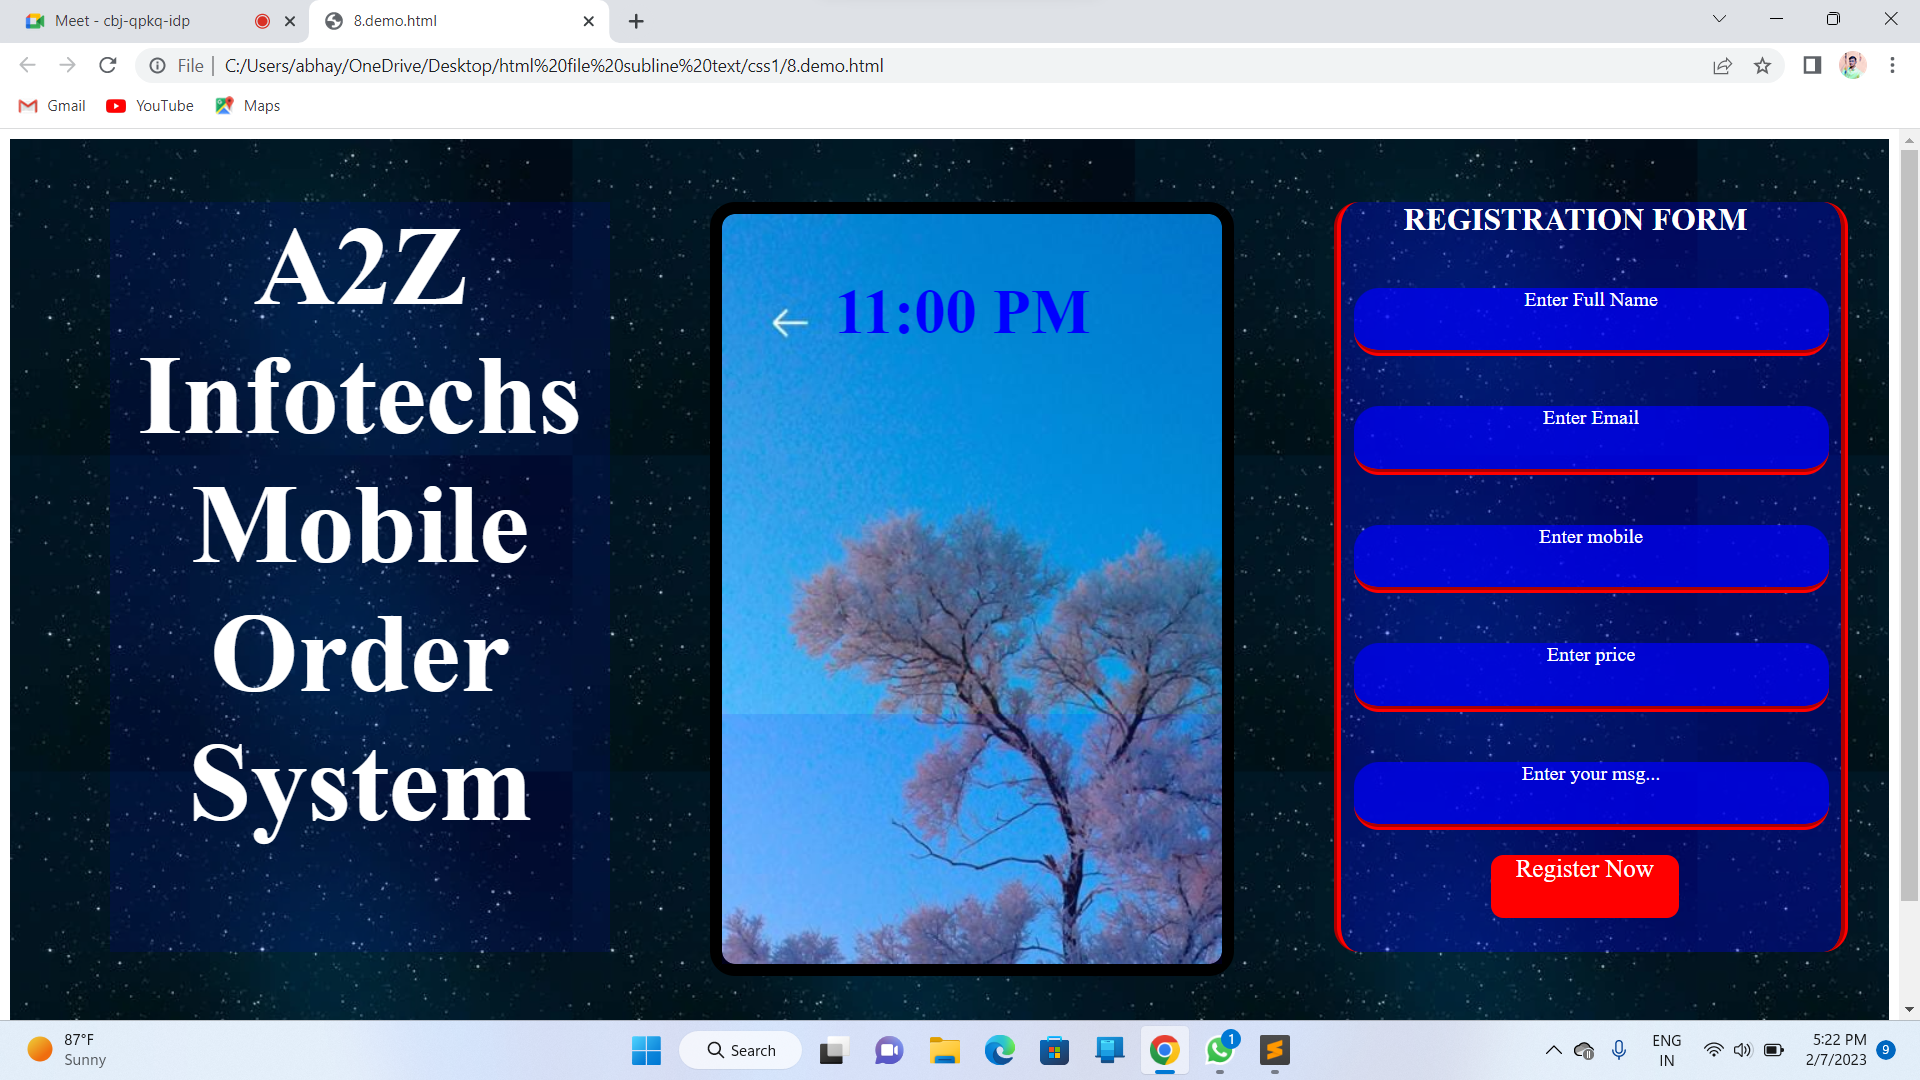 Meet - cbj-qpkq-idp
8.demo.html
File
C:/Users/abhay/OneDrive/Desktop/html%20file%20subline%20text/css1/8.demo.html
Gmail
YouTube
Maps
A2Z
Infotechs
Mobile
Order
System
11:00 PM
REGISTRATION FORM
Enter Full Name
Enter Email
Enter mobile
Enter price
Enter your msg...
Register Now
87°F
Sunny
Search
1
ENG
IN
5:22 PM
2/7/2023
9